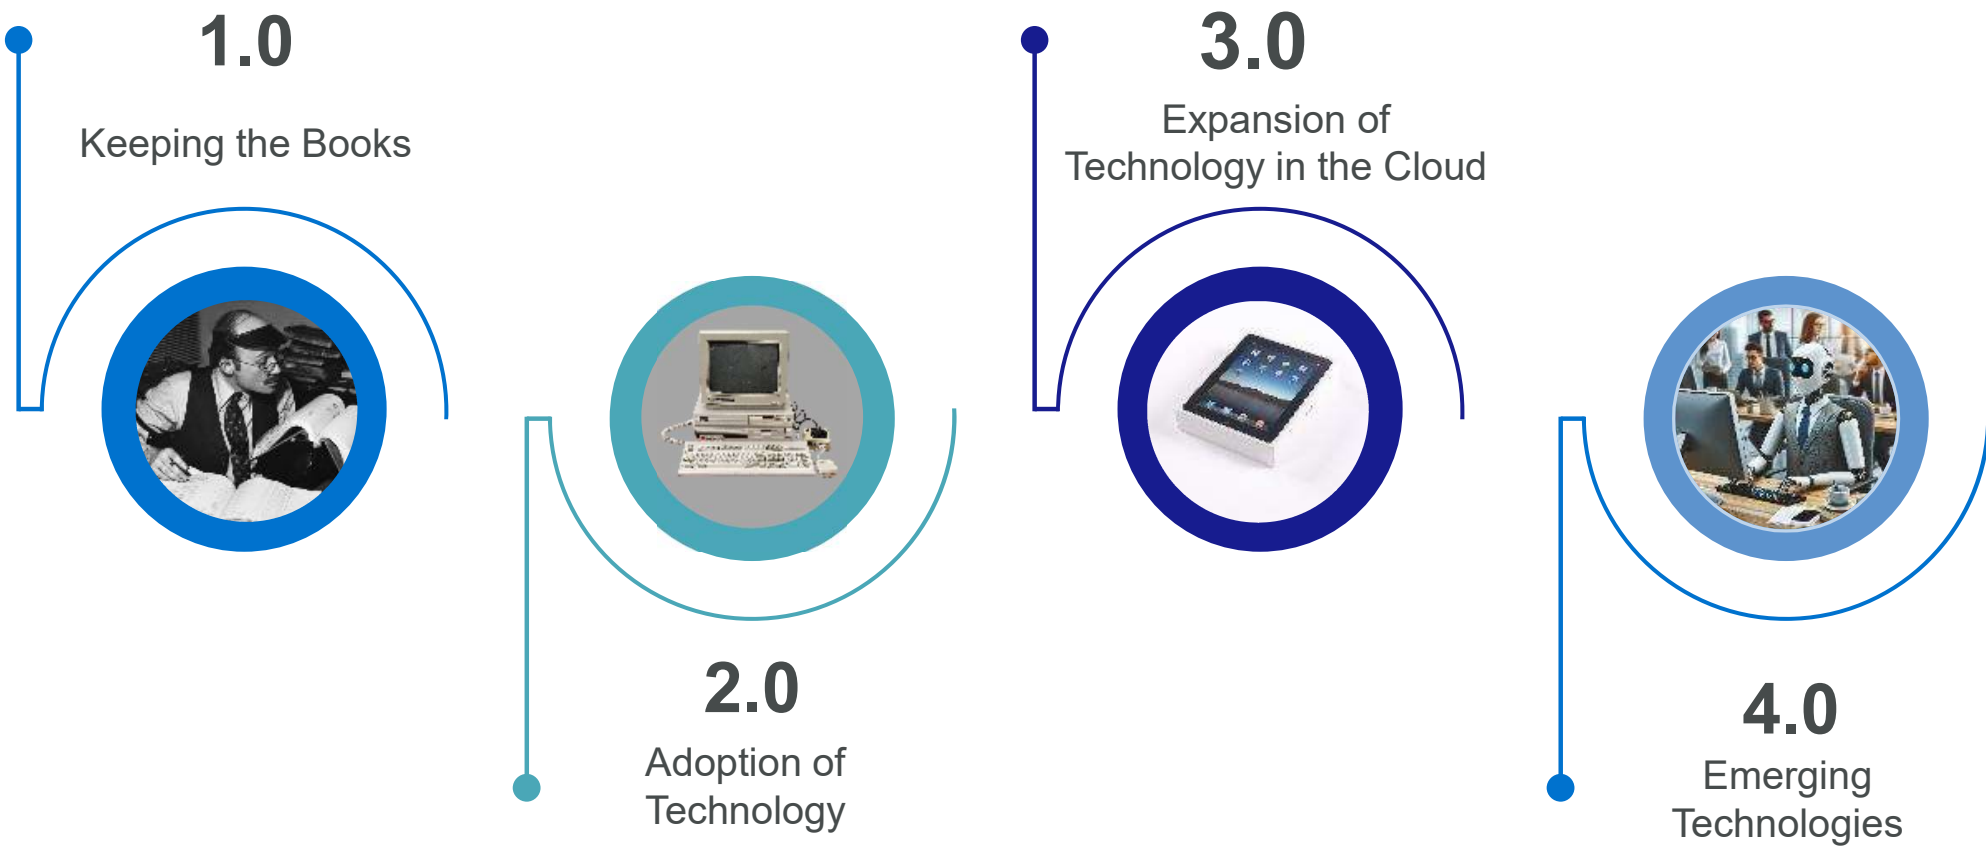 1.0
Keeping the Books
2.0
Adoption of
Technology
3.0
Expansion of
Technology in the Cloud
4.0
Emerging
Technologies